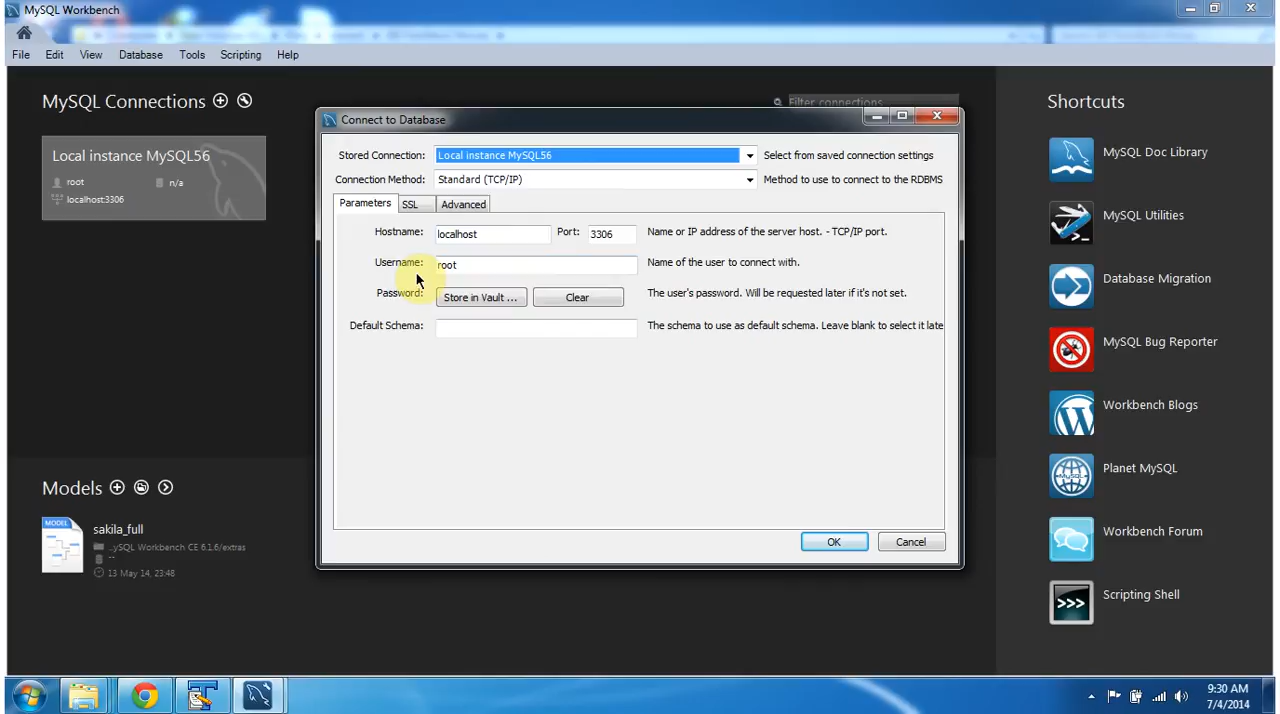 MySQL Workbench
File Edit View Database Tools Scripting Help
MySQL Connections
Filter connections
Local instance MySQL56
root n/a
localhost:3306
Connect to Database
Stored Connection: Local instance MySQL56 Select from saved connection settings
Connection Method: Standard (TCP/IP) Method to use to connect to the RDBMS
Parameters SSL Advanced
Hostname: localhost Port: 3306 Name or IP address of the server host. - TCP/IP port.
Username: root Name of the user to connect with.
Password: Store in Vault ... Clear The user's password. Will be requested later if it's not set.
Default Schema: The schema to use as default schema. Leave blank to select it late
OK Cancel
Models
MODEL
sakila_full
..ySQL Workbench CE 6.1.6/extras
--
13 May 14, 23:48
Shortcuts
MySQL Doc Library
MySQL Utilities
Database Migration
MySQL Bug Reporter
Workbench Blogs
Planet MySQL
Workbench Forum
>>> Scripting Shell
9:30 AM
7/4/2014